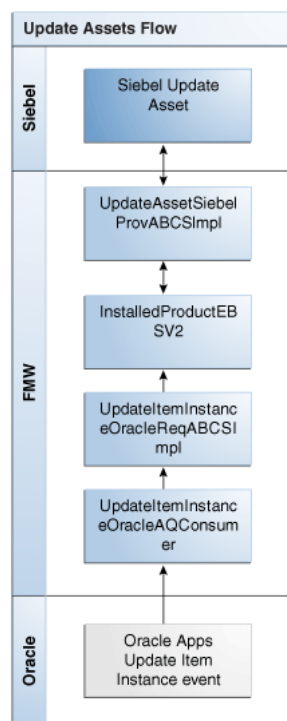 Update Assets Flow
Siebel
Siebel Update
Asset
FMW
UpdateAssetSiebel
ProvABCSImpl
InstalledProductEB
SV2
UpdateItemInstanc
eOracleReqABCSI
mpl
UpdateItemInstanc
eOracleAQConsum
er
Oracle
Oracle Apps
Update Item
Instance event